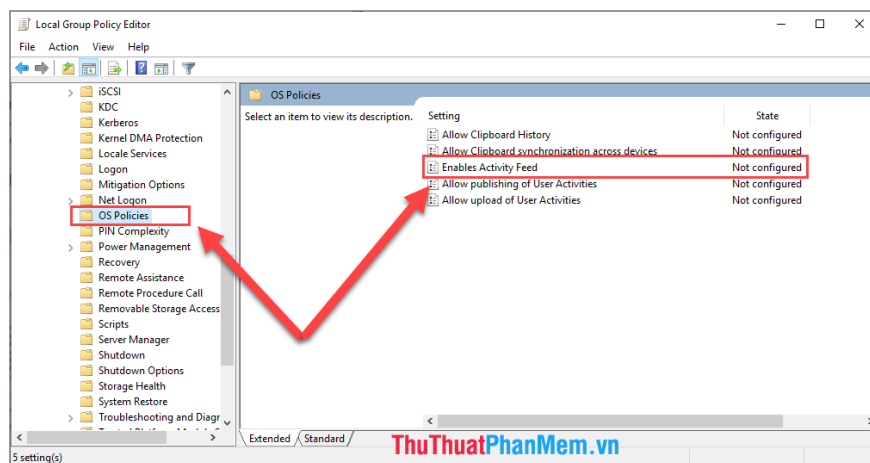 Local Group Policy Editor
File Action View Help
iSCSI
KDC
Kerberos
Kernel DMA Protection
Locale Services
Logon
Mitigation Options
Net Logon
OS Policies
PIN Complexity
Power Management
Recovery
Remote Assistance
Remote Procedure Call
Removable Storage Access
Scripts
Server Manager
Shutdown
Shutdown Options
Storage Health
System Restore
Troubleshooting and Diagr
OS Policies
Select an item to view its description.
Setting State
Allow Clipboard History Not configured
Allow Clipboard synchronization across devices Not configured
Enables Activity Feed Not configured
Allow publishing of User Activities Not configured
Allow upload of User Activities Not configured
Extended Standard
ThuThuatPhanMem.vn
5 setting(s)